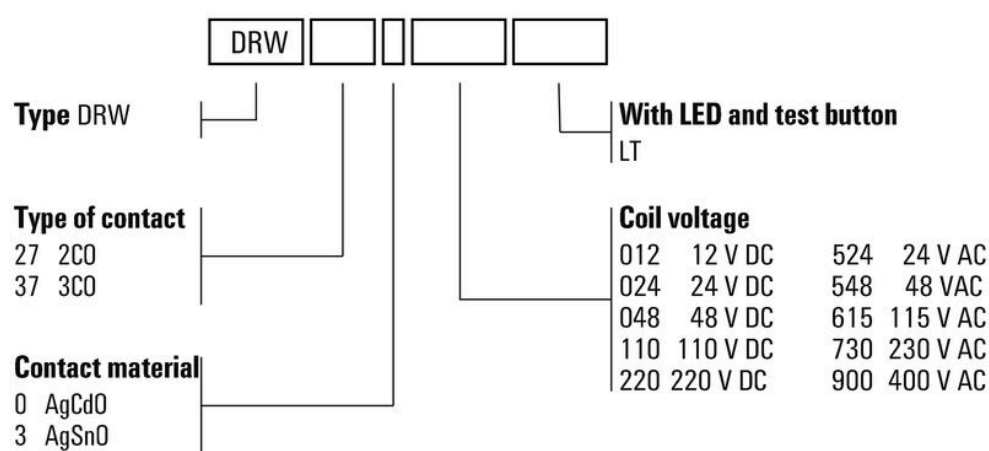 DRW
Type DRW
With LED and test button
LT
Type of contact
27 2CO
37 3CO
Coil voltage
012 12 V DC 524 24 V AC
024 24 V DC 548 48 VAC
048 48 V DC 615 115 V AC
110 110 V DC 730 230 V AC
220 220 V DC 900 400 V AC
Contact material
0 AgCdO
3 AgSnO